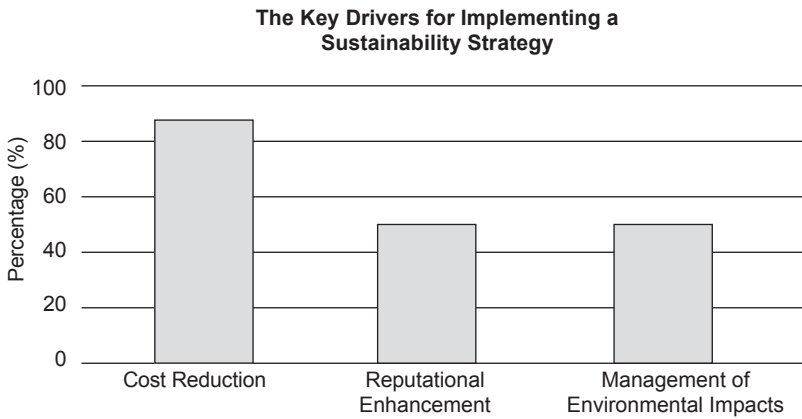 The Key Drivers for Implementing a
Sustainability Strategy
Percentage (%)
100
80
60
40
20
0
Cost Reduction
Reputational
Enhancement
Management of
Environmental Impacts